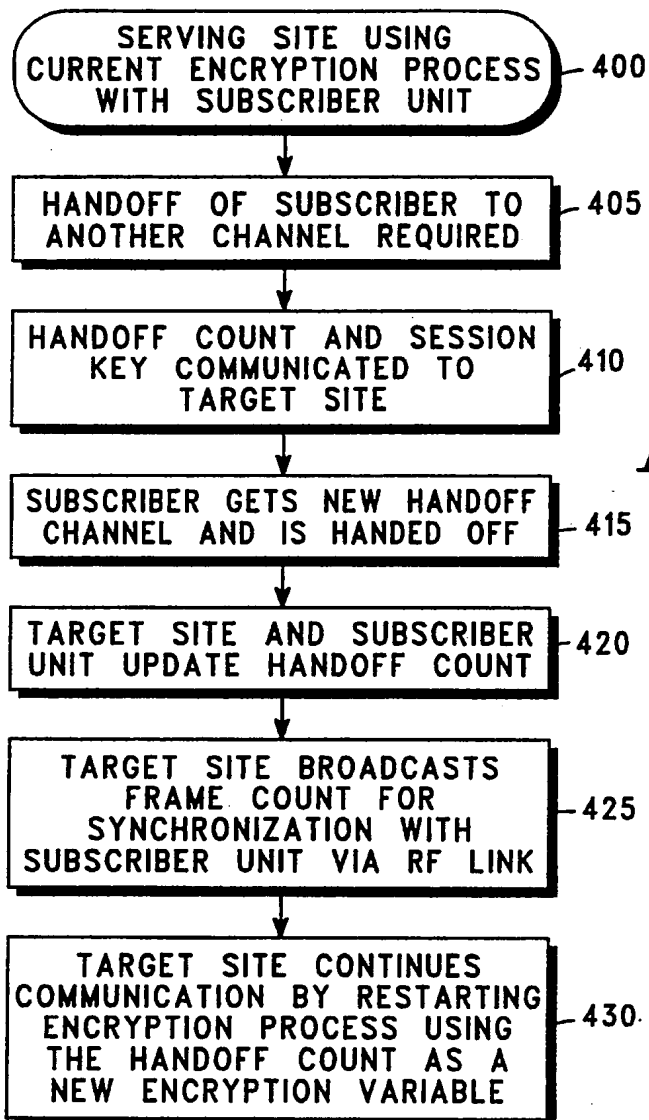 SERVING SITE USING
CURRENT ENCRYPTION PROCESS
WITH SUBSCRIBER UNIT
400
HANDOFF OF SUBSCRIBER TO
ANOTHER CHANNEL REQUIRED
405
HANDOFF COUNT AND SESSION
KEY COMMUNICATED TO
TARGET SITE
410
SUBSCRIBER GETS NEW HANDOFF
CHANNEL AND IS HANDED OFF
415
TARGET SITE AND SUBSCRIBER
UNIT UPDATE HANDOFF COUNT
420
TARGET SITE BROADCASTS
FRAME COUNT FOR
SYNCHRONIZATION WITH
SUBSCRIBER UNIT VIA RF LINK
425
TARGET SITE CONTINUES
COMMUNICATION BY RESTARTING
ENCRYPTION PROCESS USING
THE HANDOFF COUNT AS A
NEW ENCRYPTION VARIABLE
430